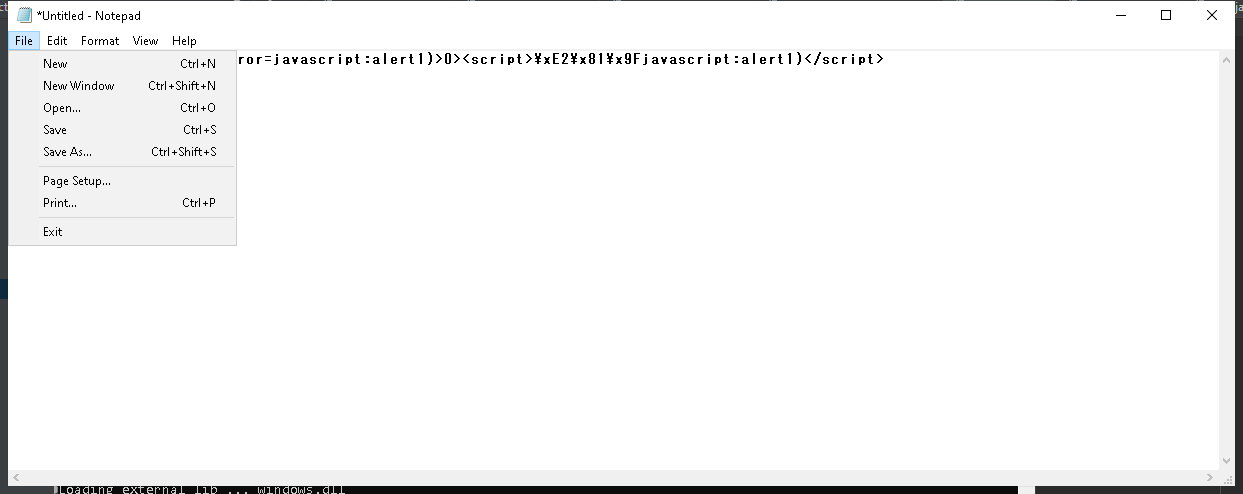 *Untitled - Notepad
File Edit Format View Help
ror=javascript:alert1)>0><script>¥xE2¥x81¥x9Fjavascript:alert1)</script>
New Ctrl+N
New Window Ctrl+Shift+N
Open... Ctrl+O
Save Ctrl+S
Save As... Ctrl+Shift+S
Page Setup...
Print... Ctrl+P
Exit
Loading external lib ... windows.dll